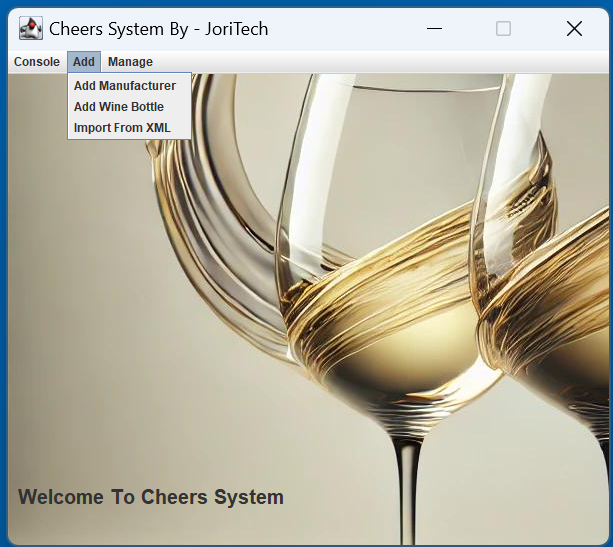 Cheers System By - JoriTech
Console Add Manage
Add Manufacturer
Add Wine Bottle
Import From XML
Welcome To Cheers System